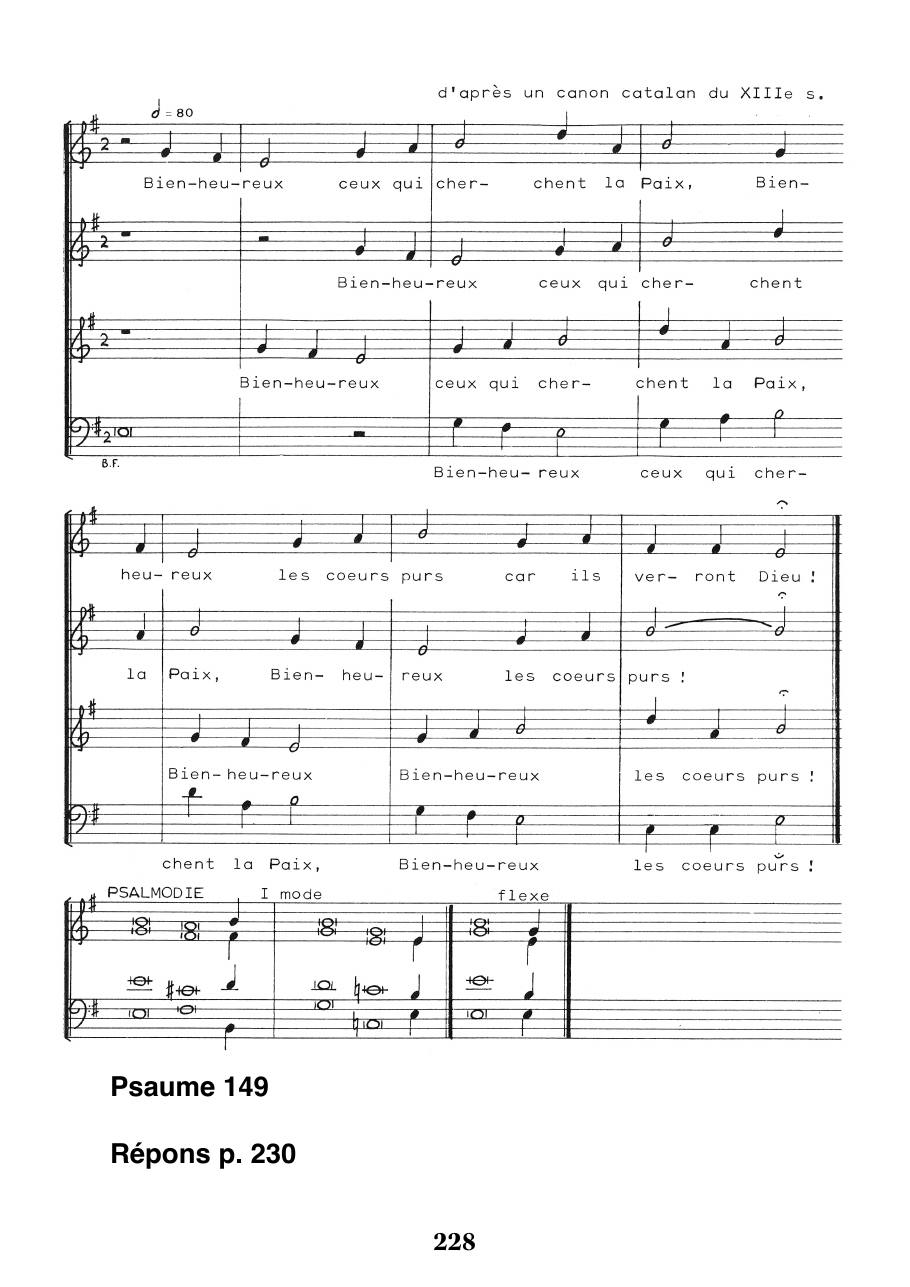 d'après un canon catalan du XIIIe s.
= 80
2
Bien-heu-reux ceux qui cher- chent la Paix, Bien-
2
Bien-heu-reux ceux qui cher- chent
2
Bien-heu-reux ceux qui cher- chent la Paix,
2
B.F.
Bien-heu-reux ceux qui cher-
heu- reux les coeurs purs car ils ver- ront Dieu !
la Paix, Bien- heu- reux les coeurs purs !
Bien-heu-reux Bien-heu-reux les coeurs purs !
chent la Paix, Bien-heu-reux les coeurs purs !
PSALMODIE I mode flexe
Psaume 149
Répons p. 230
228